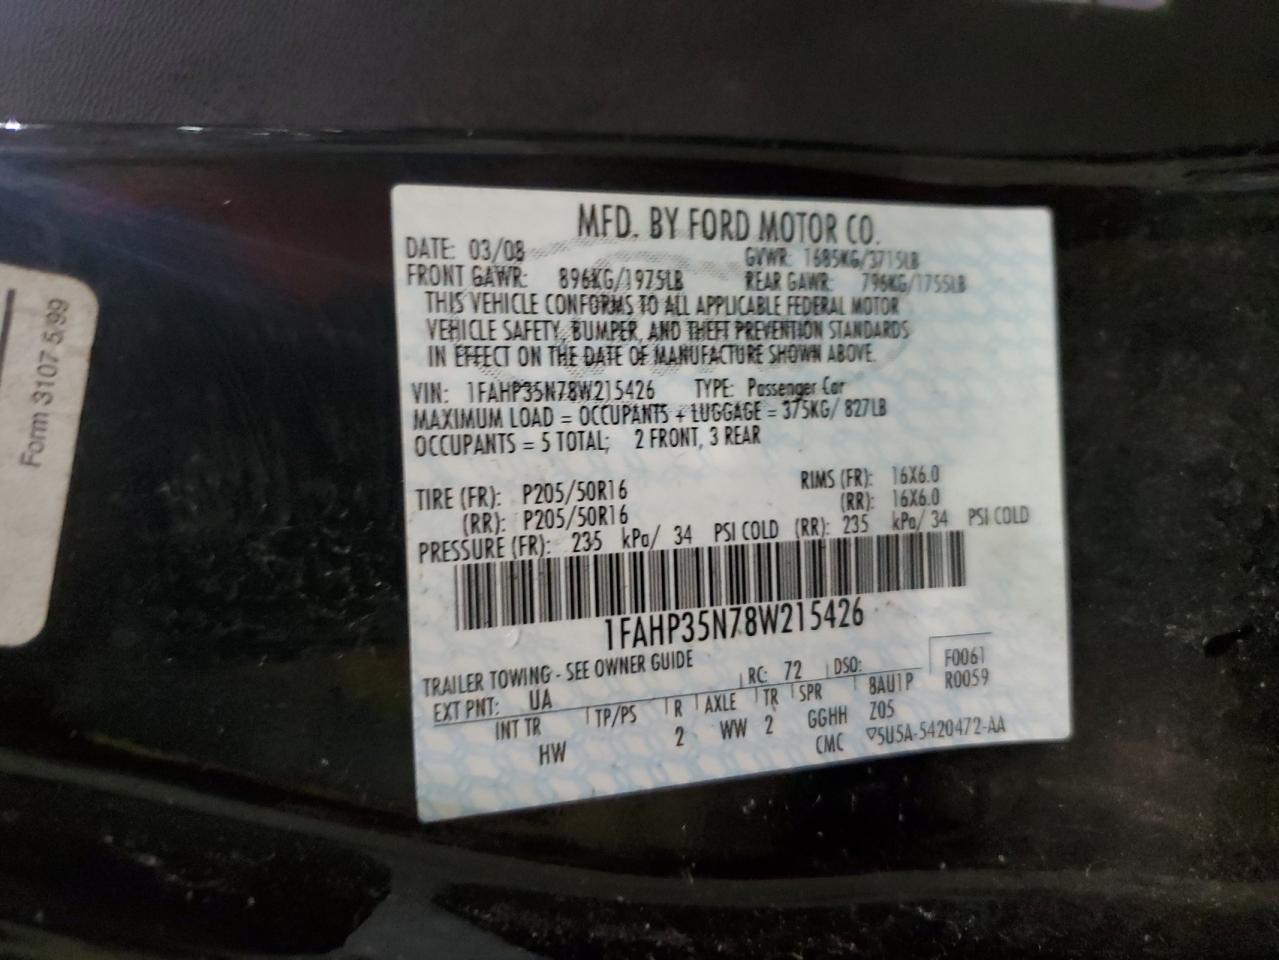 MFD. BY FORD MOTOR CO.
DATE: 03/08 GVWR: 1685KG/3715LB
FRONT GAWR: 896KG/1975LB REAR GAWR: 796KG/1755LB
THIS VEHICLE CONFORMS TO ALL APPLICABLE FEDERAL MOTOR
VEHICLE SAFETY, BUMPER, AND THEFT PREVENTION STANDARDS
IN EFFECT ON THE DATE OF MANUFACTURE SHOWN ABOVE.
VIN: 1FAHP35N78W215426 TYPE: Passenger Car
MAXIMUM LOAD = OCCUPANTS + LUGGAGE = 375KG/ 827LB
OCCUPANTS = 5 TOTAL; 2 FRONT, 3 REAR
TIRE (FR): P205/50R16 RIMS (FR): 16X6.0
(RR): P205/50R16 (RR): 16X6.0
PRESSURE (FR): 235 kPa/ 34 PSI COLD (RR): 235 kPa/ 34 PSI COLD
1FAHP35N78W215426
TRAILER TOWING - SEE OWNER GUIDE
EXT PNT: UA RC: 72 DSO: F0061
INT TR TP/PS R AXLE TR SPR 8AU1P R0059
HW 2 WW 2 GGHH Z05
CMC ▽5U5A-5420472-AA
Form 3107 5/99